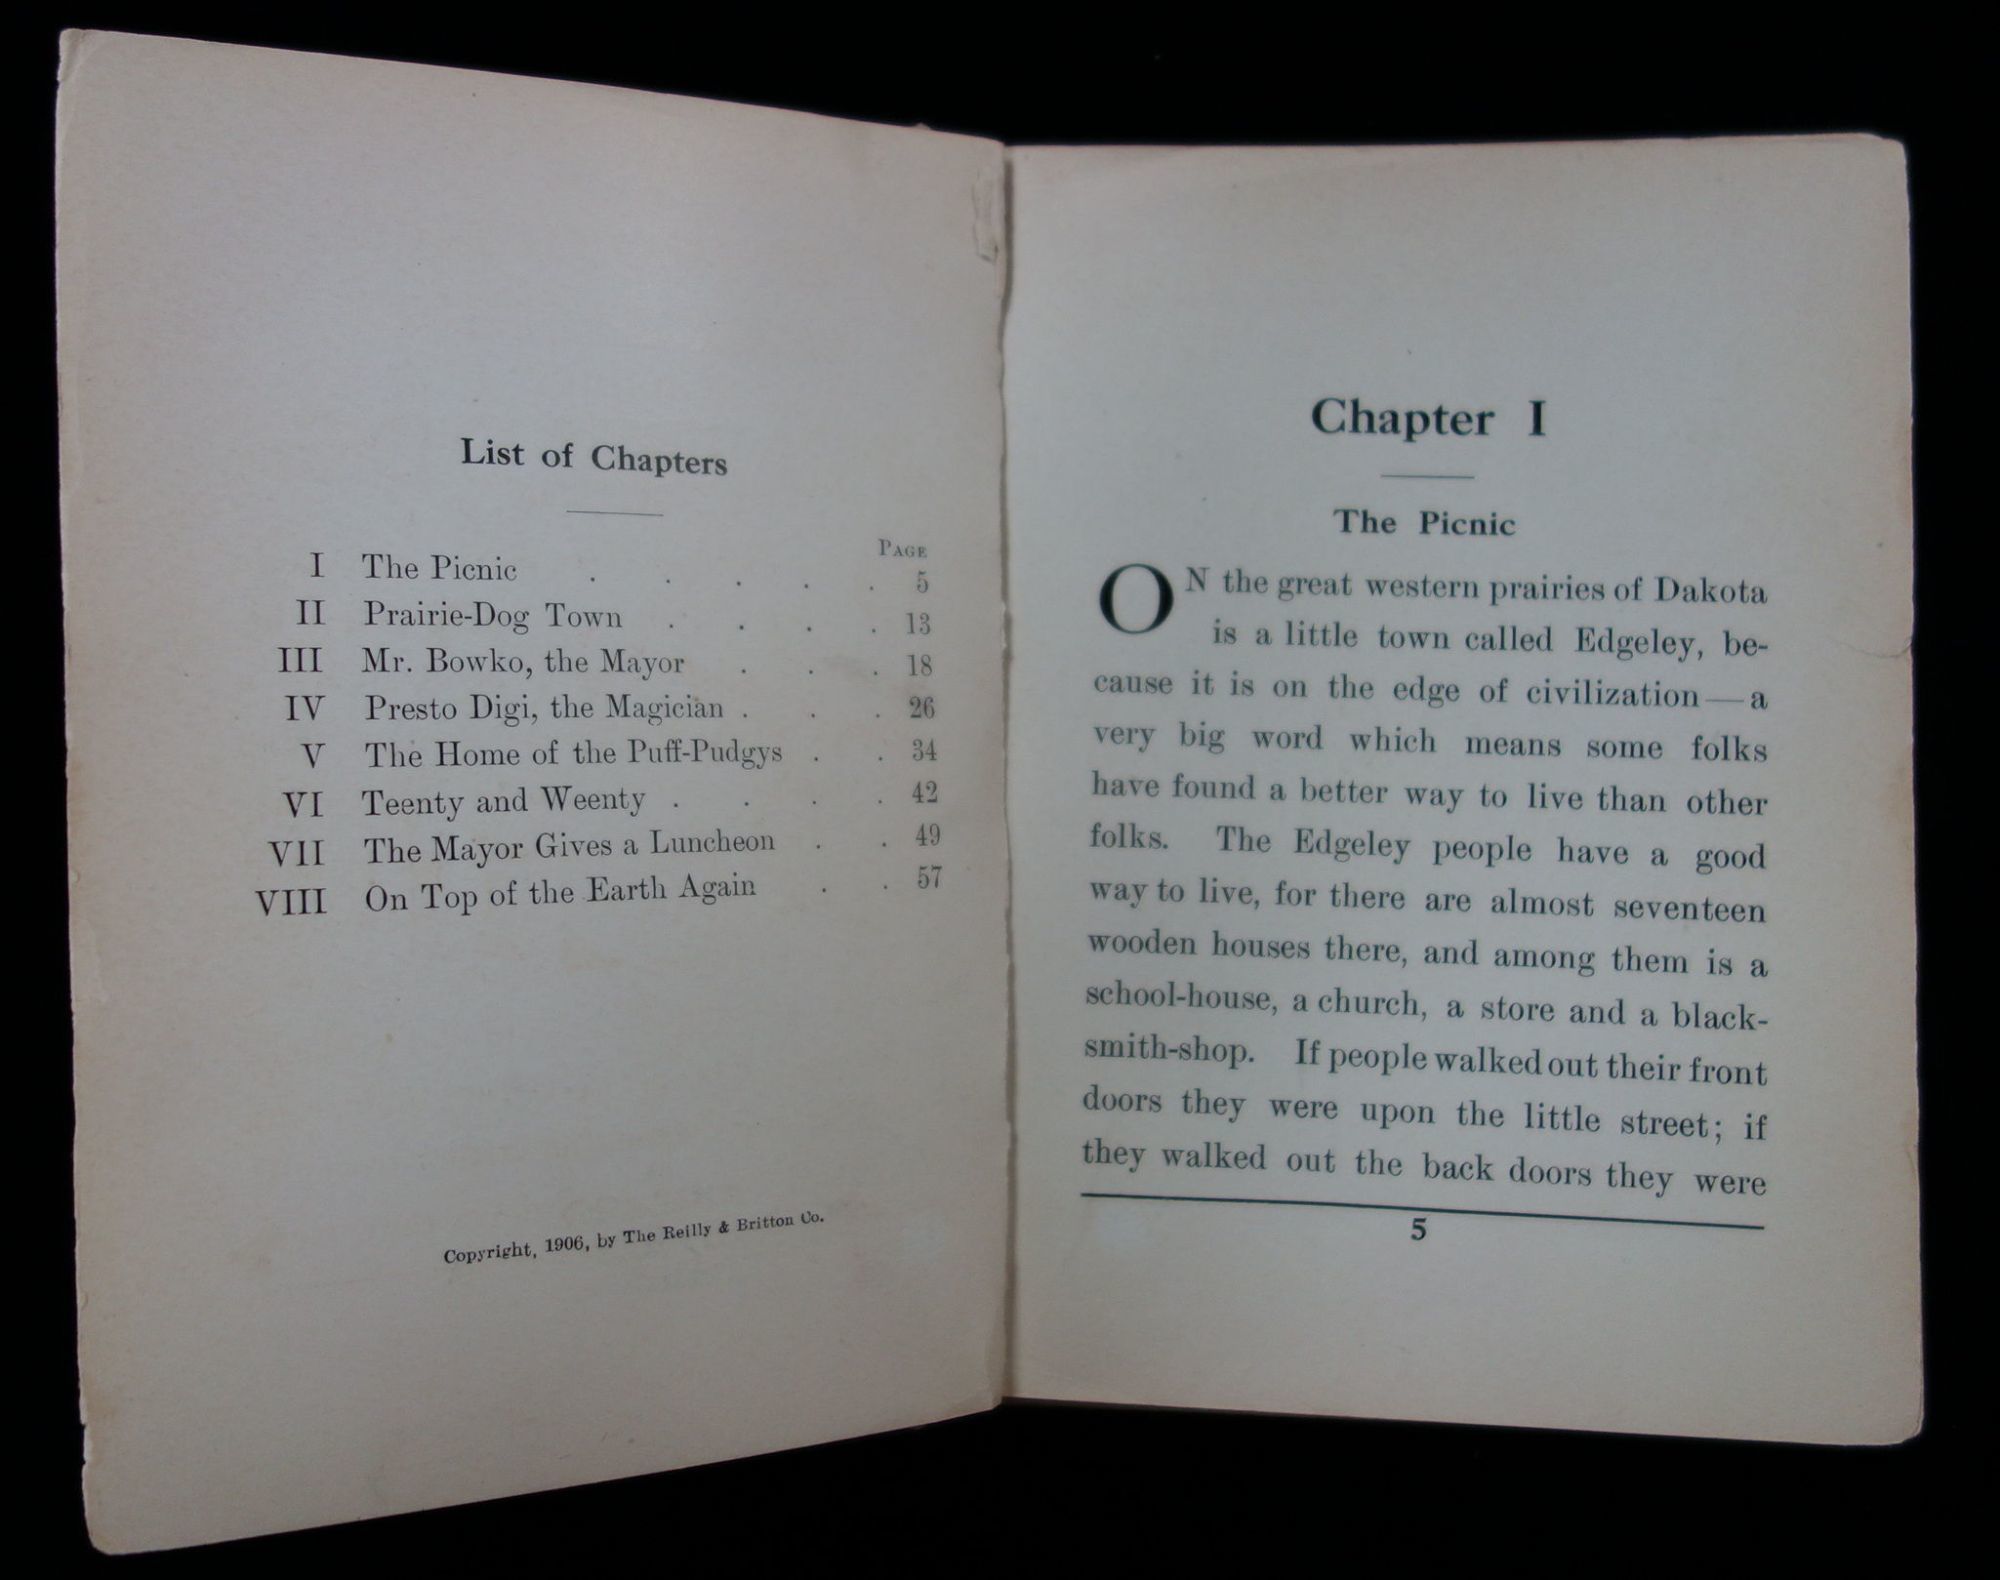 List of Chapters
PAGE
I The Picnic . . . . . 5
II Prairie-Dog Town . . . . 13
III Mr. Bowko, the Mayor . . . 18
IV Presto Digi, the Magician . . . 26
V The Home of the Puff-Pudgys . . 34
VI Teenty and Weenty . . . . 42
VII The Mayor Gives a Luncheon . . 49
VIII On Top of the Earth Again . . 57
Copyright, 1906, by The Reilly & Britton Co.
Chapter I
The Picnic
ON the great western prairies of Dakota
is a little town called Edgeley, be-
cause it is on the edge of civilization—a
very big word which means some folks
have found a better way to live than other
folks. The Edgeley people have a good
way to live, for there are almost seventeen
wooden houses there, and among them is a
school-house, a church, a store and a black-
smith-shop. If people walked out their front
doors they were upon the little street; if
they walked out the back doors they were
5